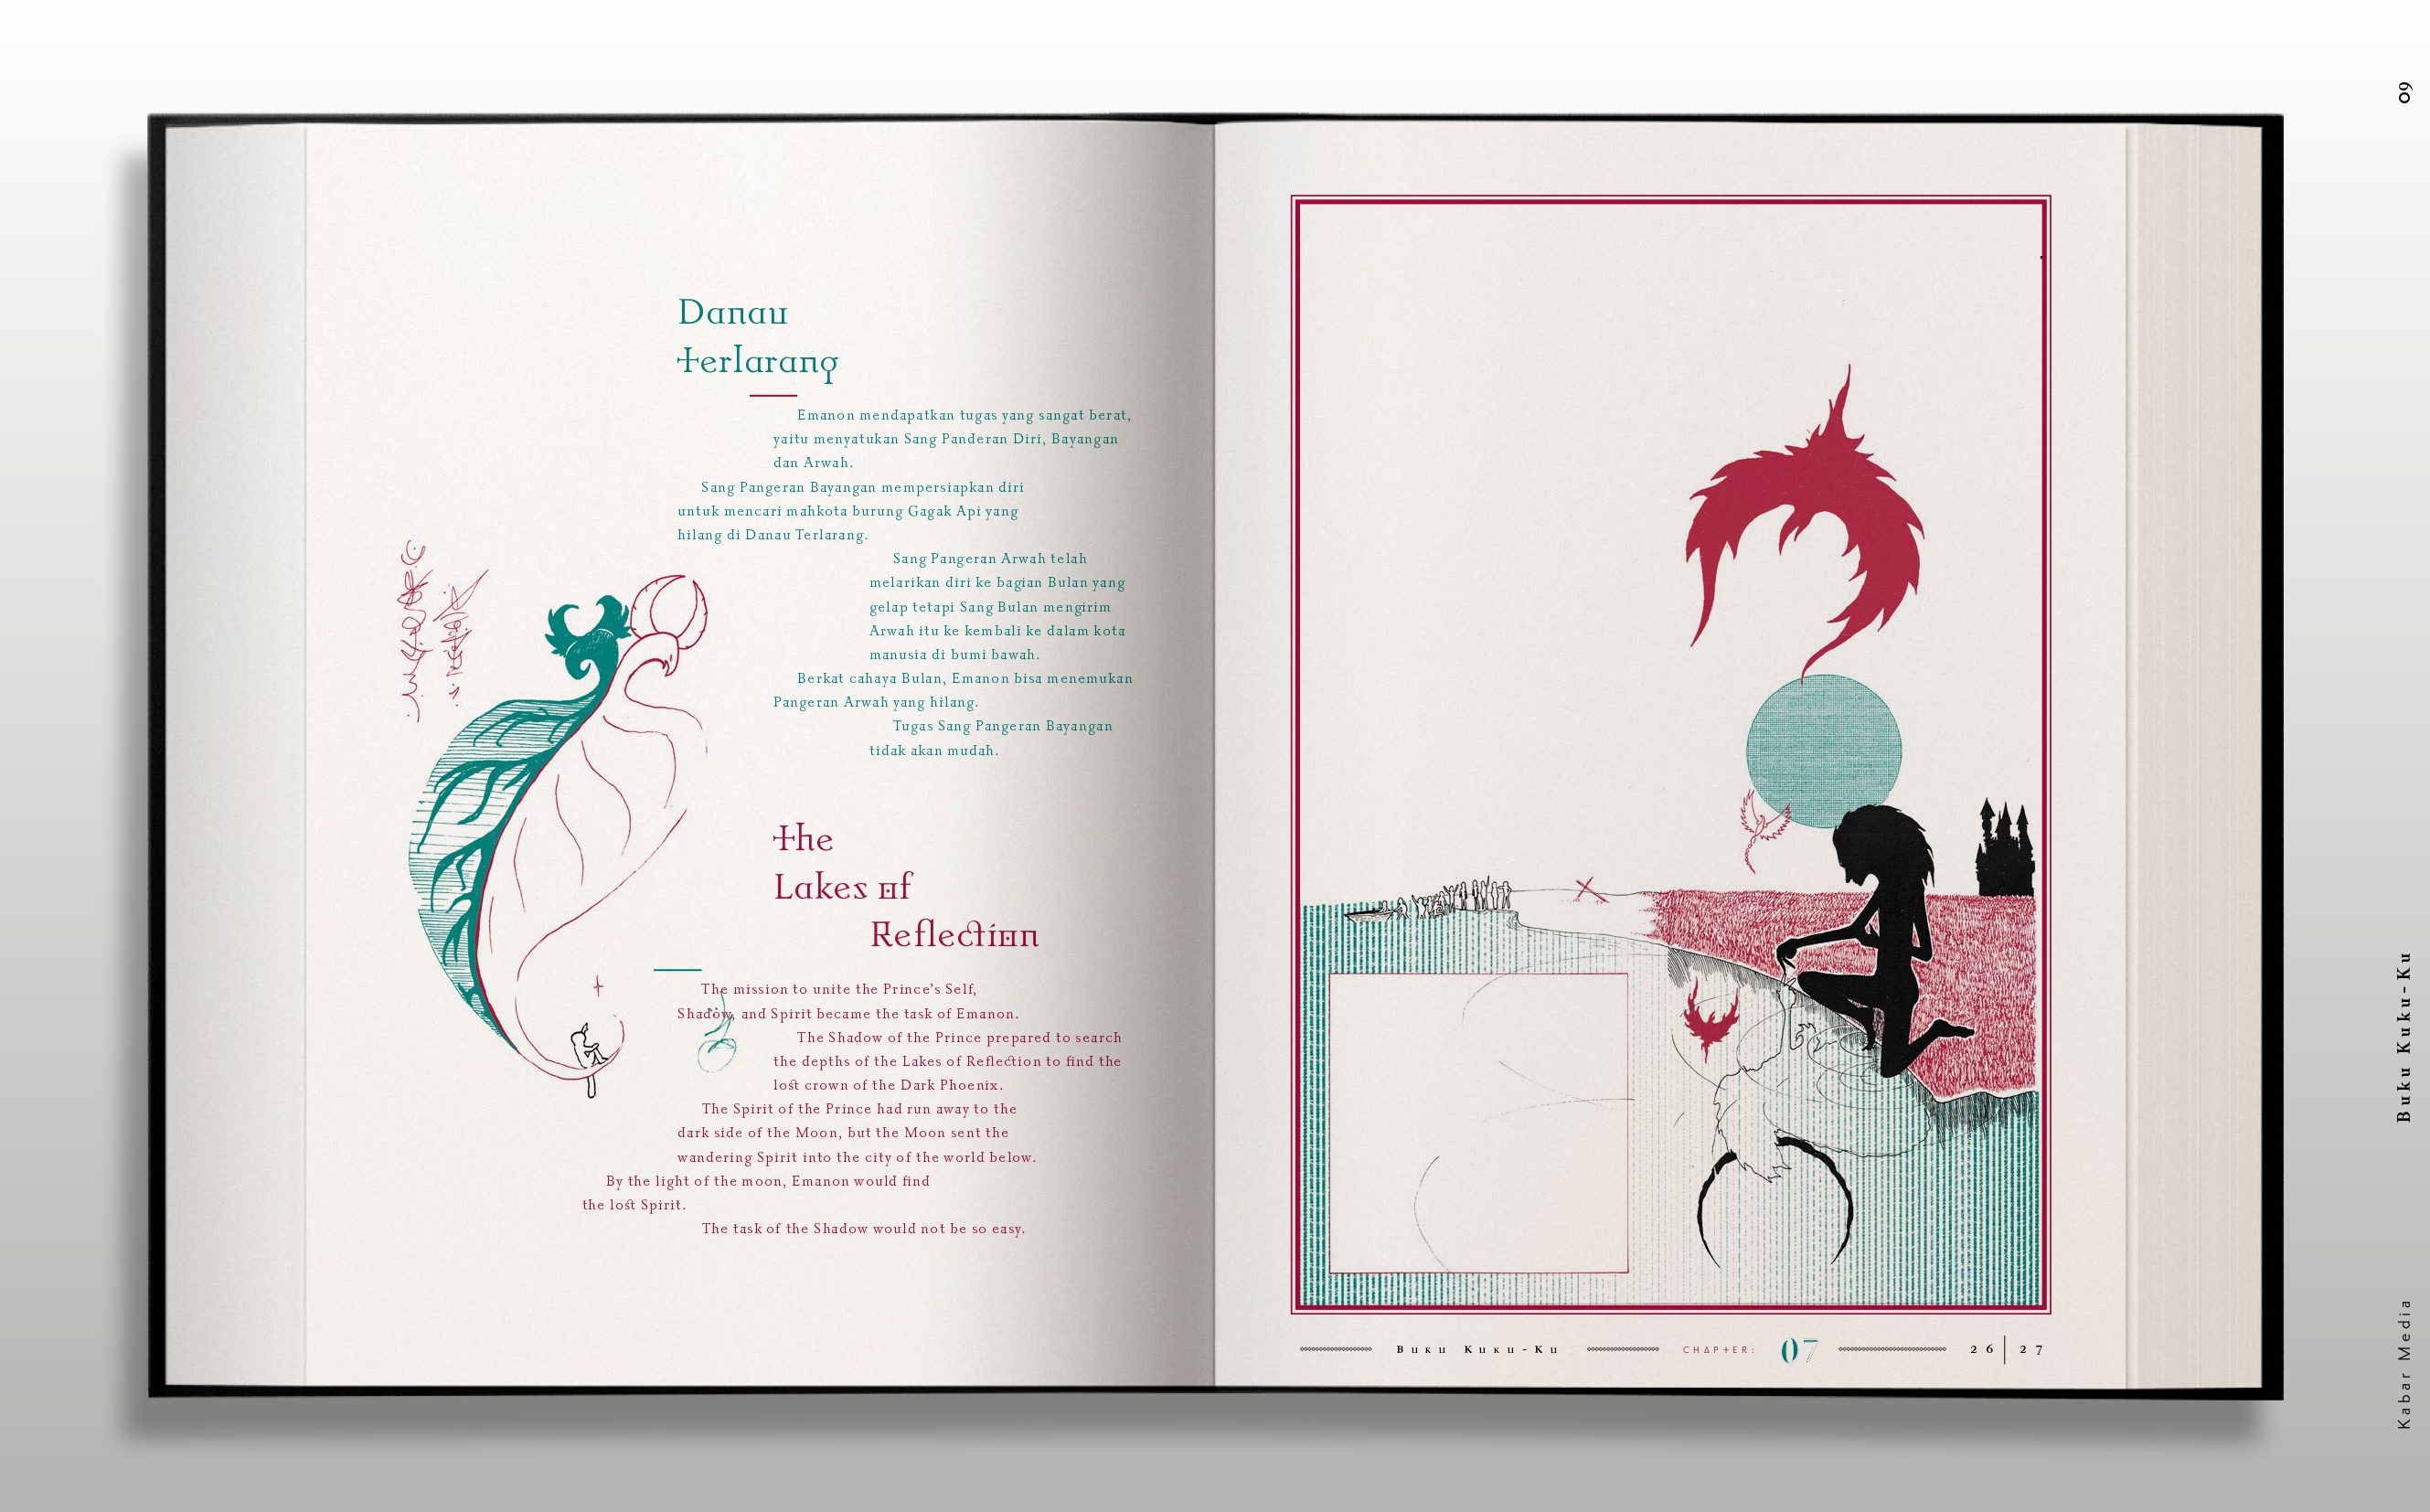 Danau
terlarang
Emanon mendapatkan tugas yang sangat berat,
yaitu menyatukan Sang Panderan Diri, Bayangan
dan Arwah.
Sang Pangeran Bayangan mempersiapkan diri
untuk mencari mahkota burung Gagak Api yang
hilang di Danau Terlarang.
Sang Pangeran Arwah telah
melarikan diri ke bagian Bulan yang
gelap tetapi Sang Bulan mengirim
Arwah itu ke kembali ke dalam kota
manusia di bumi bawah.
Berkat cahaya Bulan, Emanon bisa menemukan
Pangeran Arwah yang hilang.
Tugas Sang Pangeran Bayangan
tidak akan mudah.
the
Lakes of
Reflection
The mission to unite the Prince’s Self,
Shadow, and Spirit became the task of Emanon.
The Shadow of the Prince prepared to search
the depths of the Lakes of Reflection to find the
lost crown of the Dark Phoenix.
The Spirit of the Prince had run away to the
dark side of the Moon, but the Moon sent the
wandering Spirit into the city of the world below.
By the light of the moon, Emanon would find
the lost Spirit.
The task of the Shadow would not be so easy.
Buku Kuku-Ku
CHAPTER:
07
26 | 27
09
Buku Kuku-Ku
Kabar Media